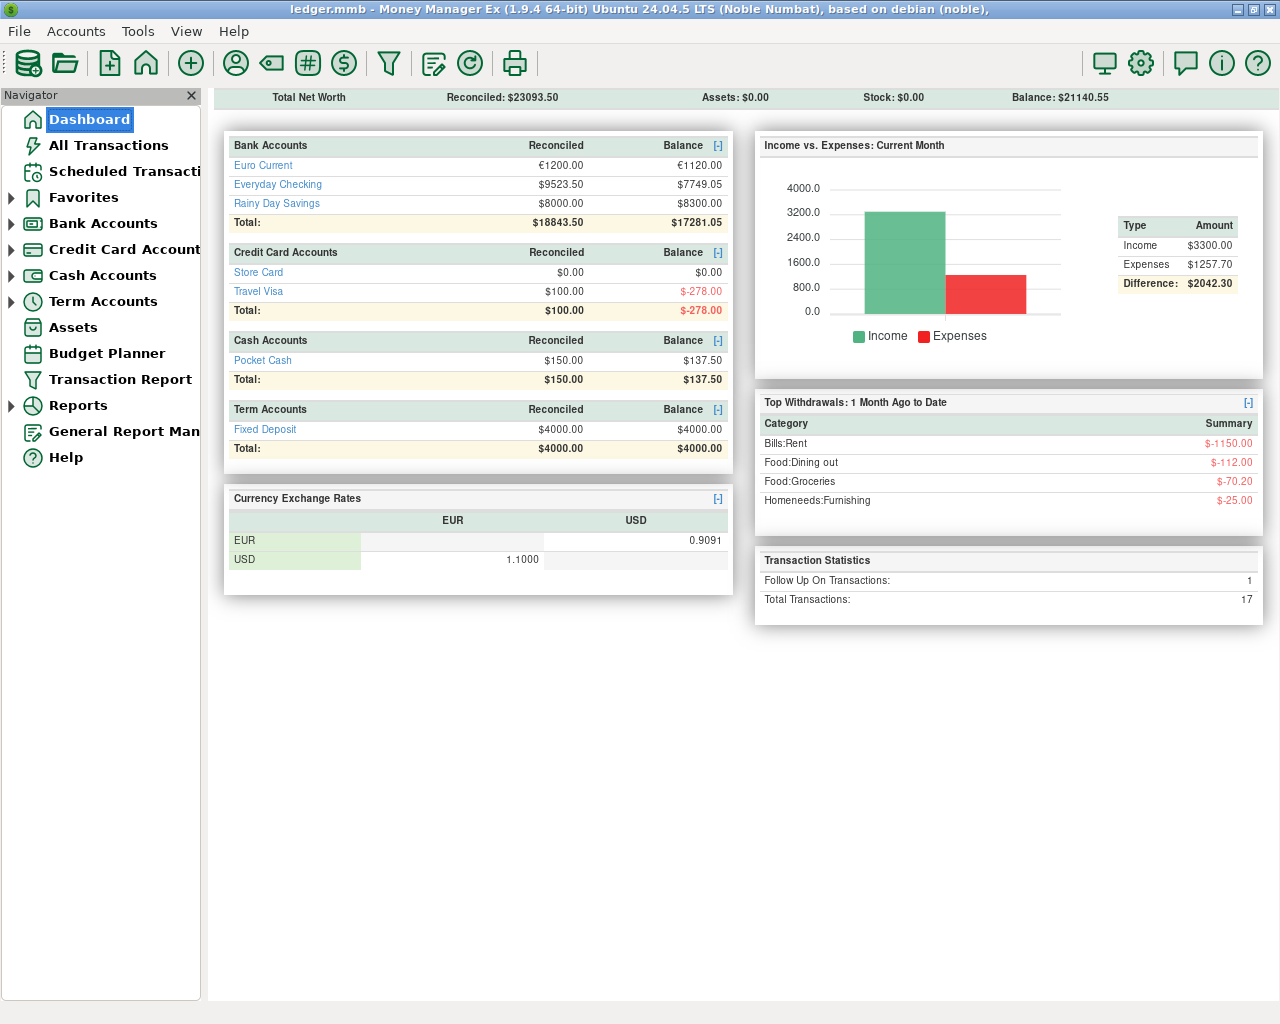 ledger.mmb - Money Manager Ex (1.9.4 64-bit) Ubuntu 24.04.5 LTS (Noble Numbat), based on debian (noble),
File Accounts Tools View Help
Navigator
Dashboard
All Transactions
Scheduled Transacti
Favorites
Bank Accounts
Credit Card Account
Cash Accounts
Term Accounts
Assets
Budget Planner
Transaction Report
Reports
General Report Man
Help
Total Net Worth Reconciled: $23093.50 Assets: $0.00 Stock: $0.00 Balance: $21140.55
Bank Accounts Reconciled Balance [-]
Euro Current €1200.00 €1120.00
Everyday Checking $9523.50 $7749.05
Rainy Day Savings $8000.00 $8300.00
Total: $18843.50 $17281.05
Credit Card Accounts Reconciled Balance [-]
Store Card $0.00 $0.00
Travel Visa $100.00 $-278.00
Total: $100.00 $-278.00
Cash Accounts Reconciled Balance [-]
Pocket Cash $150.00 $137.50
Total: $150.00 $137.50
Term Accounts Reconciled Balance [-]
Fixed Deposit $4000.00 $4000.00
Total: $4000.00 $4000.00
Currency Exchange Rates [-]
EUR USD
EUR 0.9091
USD 1.1000
Income vs. Expenses: Current Month
4000.0
3200.0
2400.0
1600.0
800.0
0.0
Income Expenses
Type Amount
Income $3300.00
Expenses $1257.70
Difference: $2042.30
Top Withdrawals: 1 Month Ago to Date [-]
Category Summary
Bills:Rent $-1150.00
Food:Dining out $-112.00
Food:Groceries $-70.20
Homeneeds:Furnishing $-25.00
Transaction Statistics
Follow Up On Transactions: 1
Total Transactions: 17